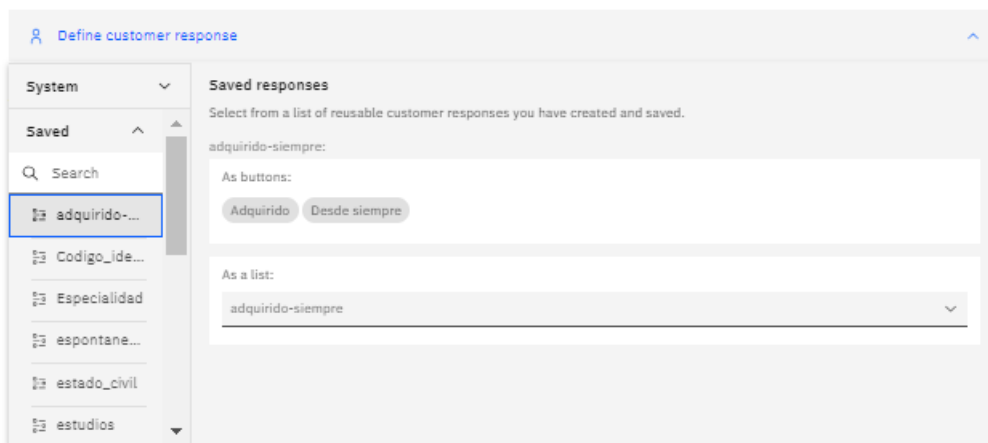 Define customer response
System
Saved
Search
adquirido-...
Codigo_ide...
Especialidad
espontane...
estado_civil
estudios
Saved responses
Select from a list of reusable customer responses you have created and saved.
adquirido-siempre:
As buttons:
Adquirido Desde siempre
As a list:
adquirido-siempre